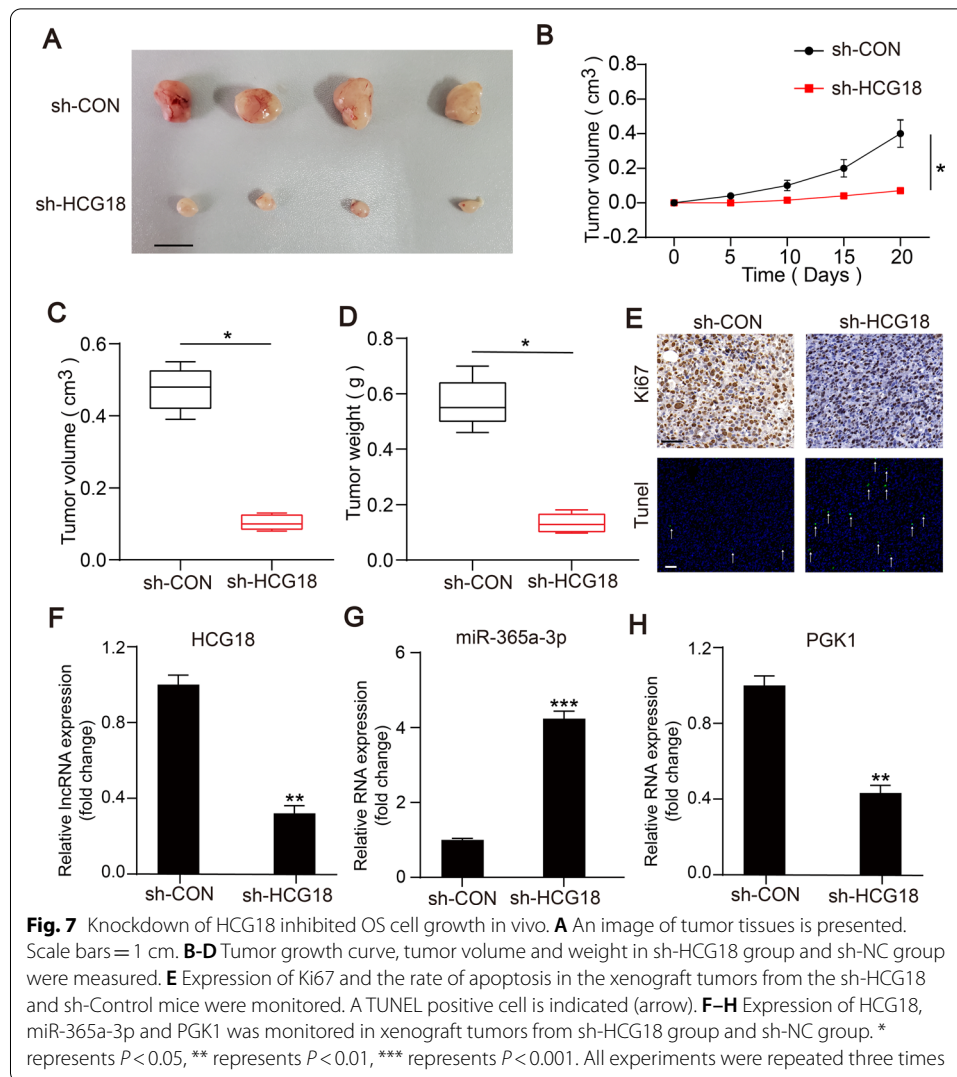 A
sh-CON
sh-HCG18
B
sh-CON
sh-HCG18
Tumor volume ( cm3 )
0.8
0.6
0.4
0.2
0.0
-0.2
0 5 10 15 20
Time ( Days )
*
C
Tumor volume ( cm3 )
0.6
0.4
0.2
0.0
*
sh-CON sh-HCG18
D
Tumor weight ( g )
0.8
0.6
0.4
0.2
0.0
*
sh-CON sh-HCG18
E
sh-CON sh-HCG18
Ki67
Tunel
F
HCG18
Relative lncRNA expression
(fold change)
1.2
0.8
0.4
0.0
**
sh-CON sh-HCG18
G
miR-365a-3p
Relative RNA expression
(fold change)
6
4
2
0
***
sh-CON sh-HCG18
H
PGK1
Relative RNA expression
(fold change)
1.2
0.8
0.4
0.0
**
sh-CON sh-HCG18
Fig. 7 Knockdown of HCG18 inhibited OS cell growth in vivo. A An image of tumor tissues is presented.
Scale bars = 1 cm. B-D Tumor growth curve, tumor volume and weight in sh-HCG18 group and sh-NC group
were measured. E Expression of Ki67 and the rate of apoptosis in the xenograft tumors from the sh-HCG18
and sh-Control mice were monitored. A TUNEL positive cell is indicated (arrow). F–H Expression of HCG18,
miR-365a-3p and PGK1 was monitored in xenograft tumors from sh-HCG18 group and sh-NC group. *
represents P < 0.05, ** represents P < 0.01, *** represents P < 0.001. All experiments were repeated three times